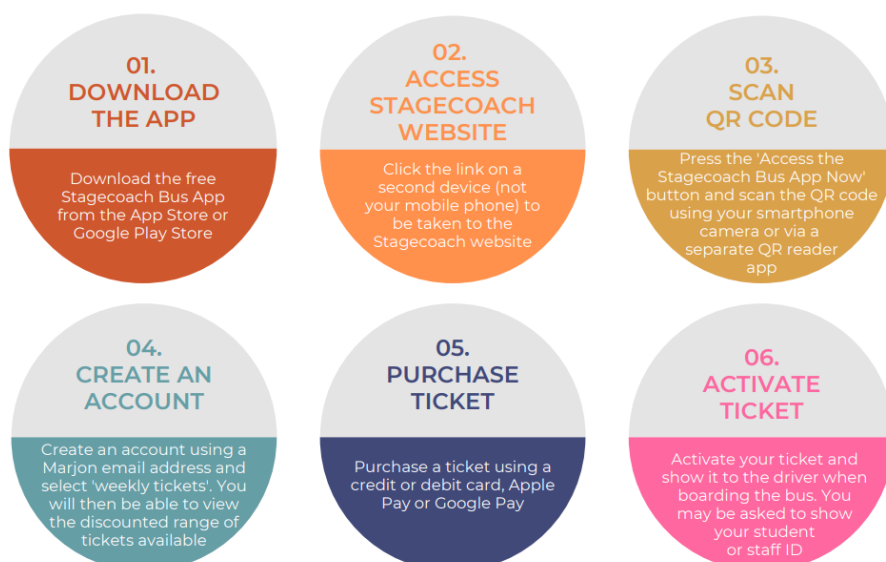 01.
DOWNLOAD
THE APP
Download the free
Stagecoach Bus App
from the App Store or
Google Play Store
02.
ACCESS
STAGECOACH
WEBSITE
Click the link on a
second device (not
your mobile phone) to
be taken to the
Stagecoach website
03.
SCAN
QR CODE
Press the 'Access the
Stagecoach Bus App Now'
button and scan the QR code
using your smartphone
camera or via a
separate QR reader
app
04.
CREATE AN
ACCOUNT
Create an account using a
Marjon email address and
select 'weekly tickets'. You
will then be able to view
the discounted range of
tickets available
05.
PURCHASE
TICKET
Purchase a ticket using a
credit or debit card, Apple
Pay or Google Pay
06.
ACTIVATE
TICKET
Activate your ticket and
show it to the driver when
boarding the bus. You
may be asked to show
your student
or staff ID